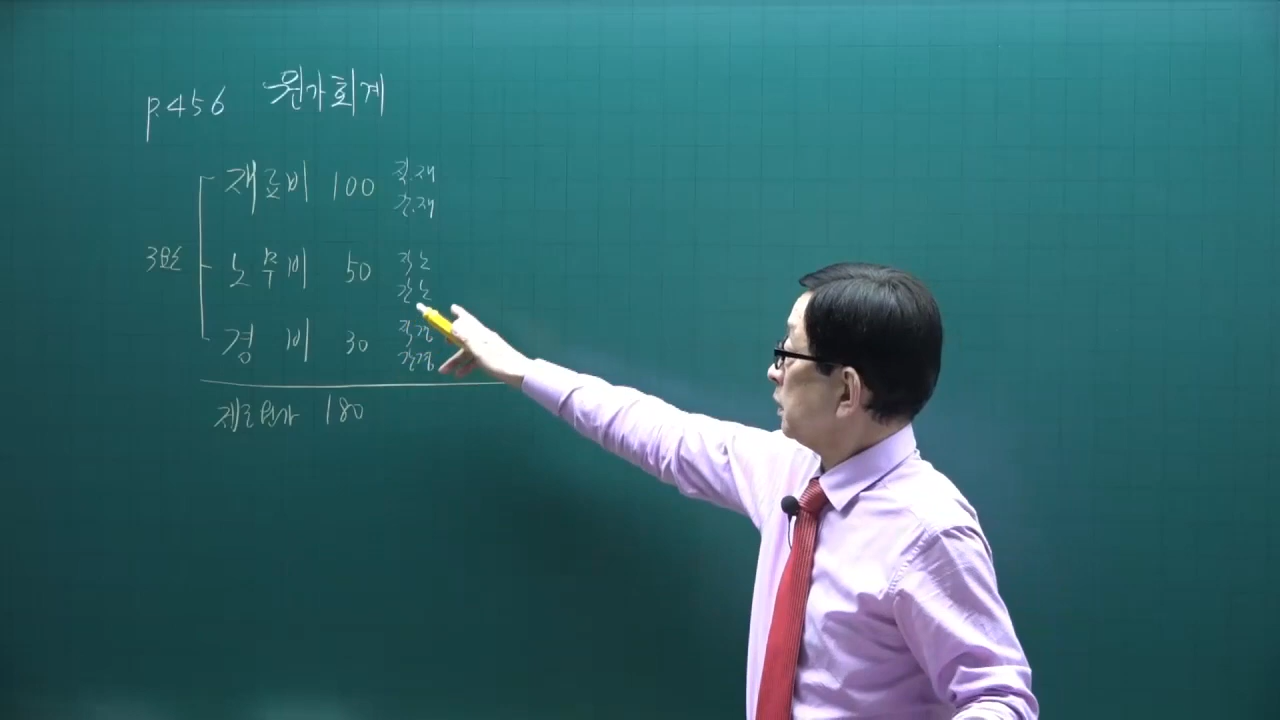 p.456 원가회계
3요소
재료비 100 직.재
간.재
노무비 50 직노
간노
경비 30 직경
간경
제조원가 180